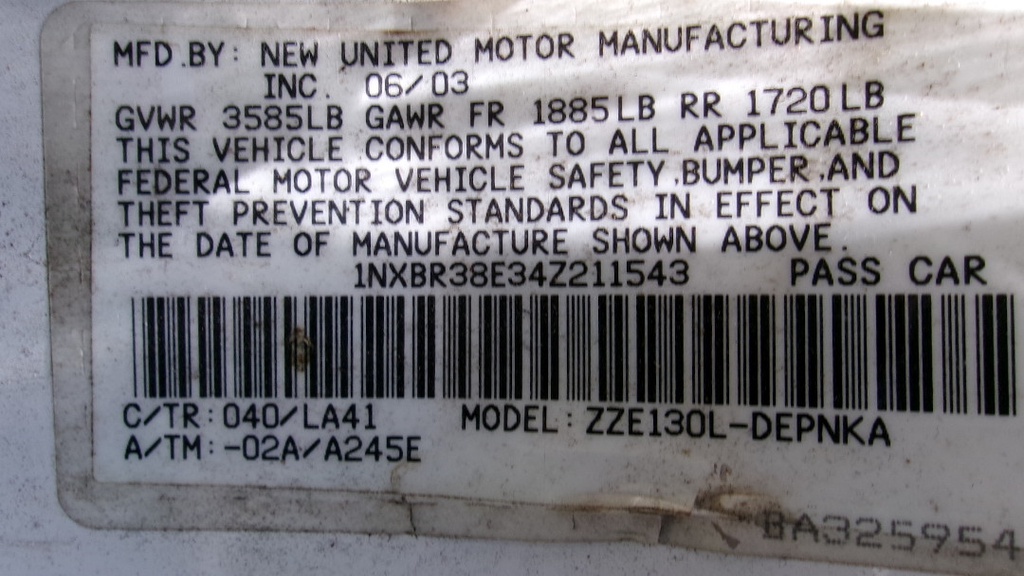 MFD.BY: NEW UNITED MOTOR MANUFACTURING
INC. 06/03
GVWR 3585LB GAWR FR 1885LB RR 1720LB
THIS VEHICLE CONFORMS TO ALL APPLICABLE
FEDERAL MOTOR VEHICLE SAFETY,BUMPER,AND
THEFT PREVENTION STANDARDS IN EFFECT ON
THE DATE OF MANUFACTURE SHOWN ABOVE.
1NXBR38E34Z211543 PASS CAR
C/TR:040/LA41 MODEL:ZZE130L-DEPNKA
A/TM:-02A/A245E
BA325954